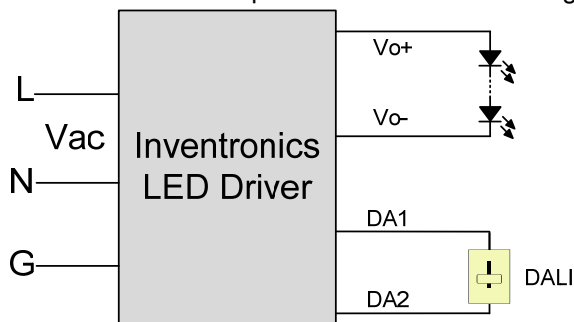 L
Vac
N
G
Inventronics
LED Driver
Vo+
Vo-
DA1
DA2
DALI